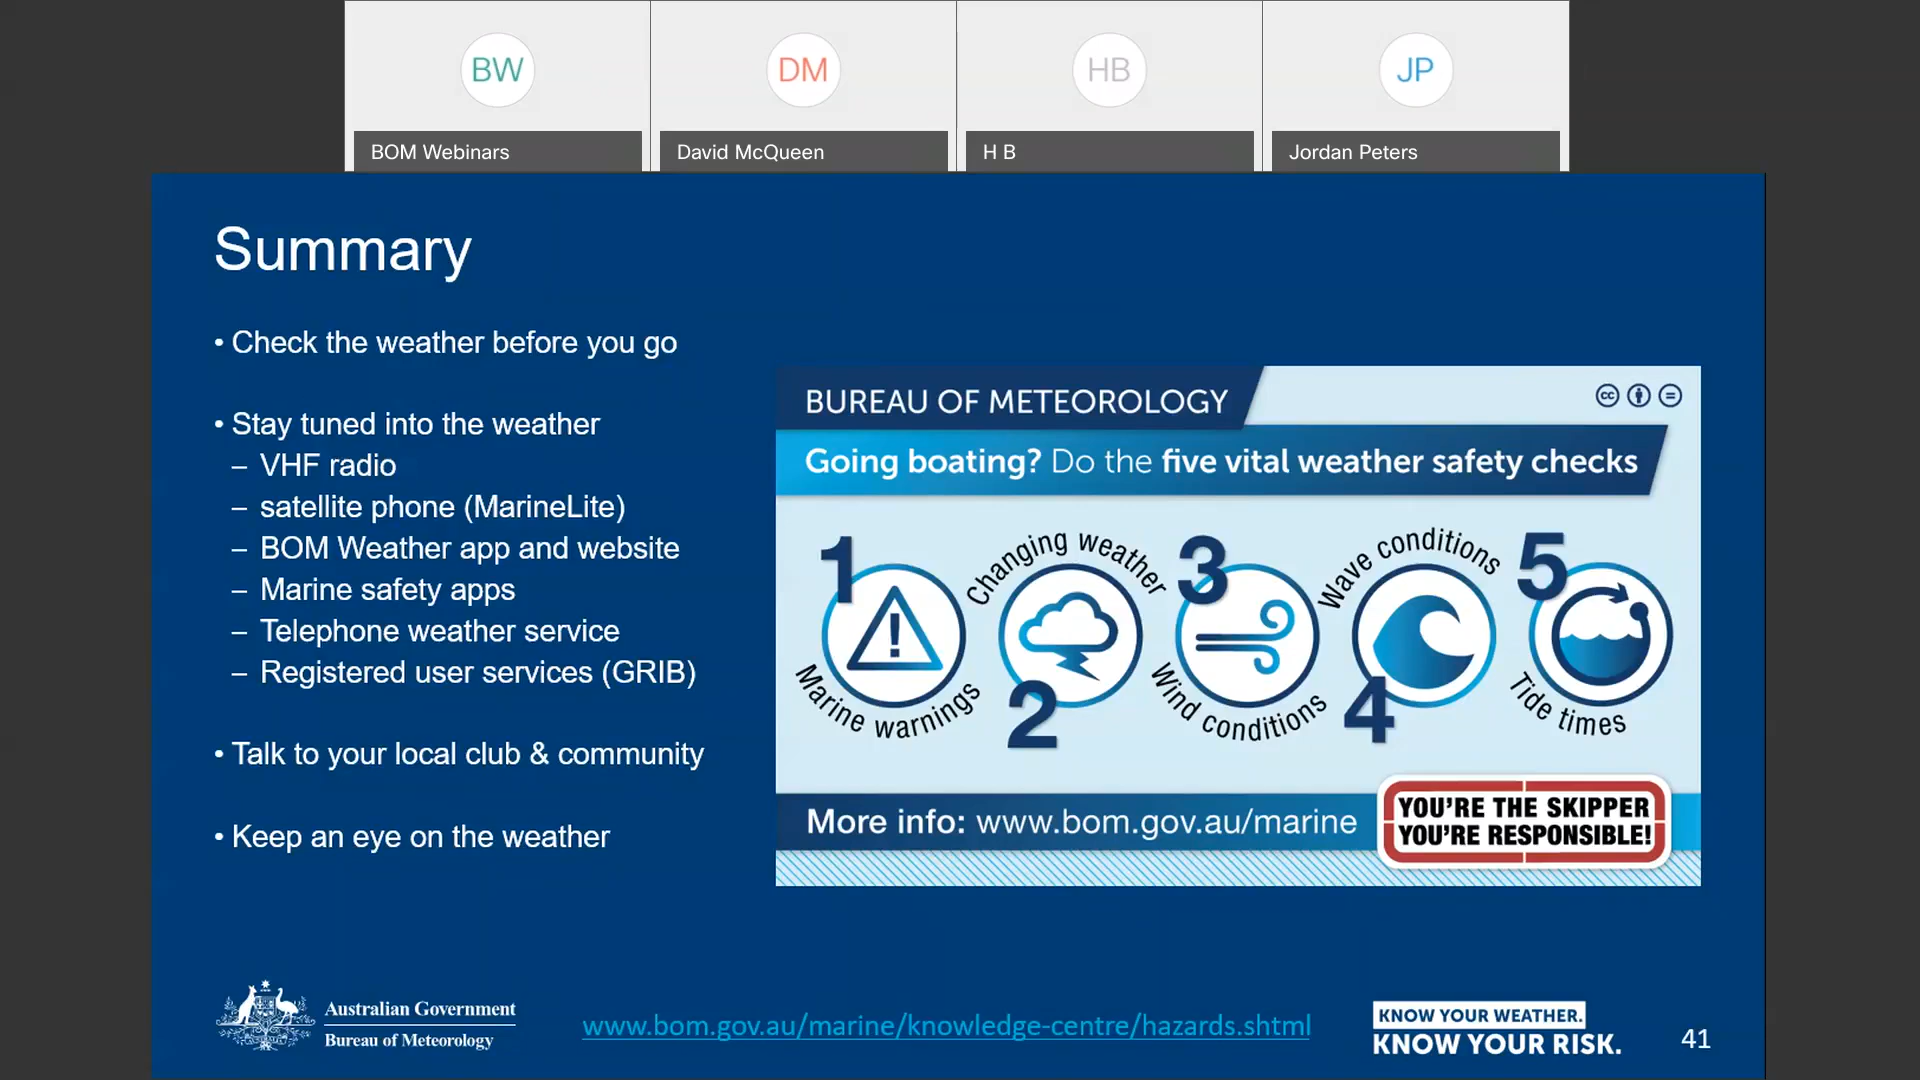 BW
DM
HB
JP
BOM Webinars
David McQueen
H B
Jordan Peters
Summary
• Check the weather before you go
• Stay tuned into the weather
– VHF radio
– satellite phone (MarineLite)
– BOM Weather app and website
– Marine safety apps
– Telephone weather service
– Registered user services (GRIB)
• Talk to your local club & community
• Keep an eye on the weather
BUREAU OF METEOROLOGY
cc
Going boating? Do the five vital weather safety checks
1
Marine warnings
2
Changing weather
3
Wind conditions
4
Wave conditions
5
Tide times
More info: www.bom.gov.au/marine
YOU'RE THE SKIPPER
YOU'RE RESPONSIBLE!
Australian Government
Bureau of Meteorology
www.bom.gov.au/marine/knowledge-centre/hazards.shtml
KNOW YOUR WEATHER.
KNOW YOUR RISK.
41